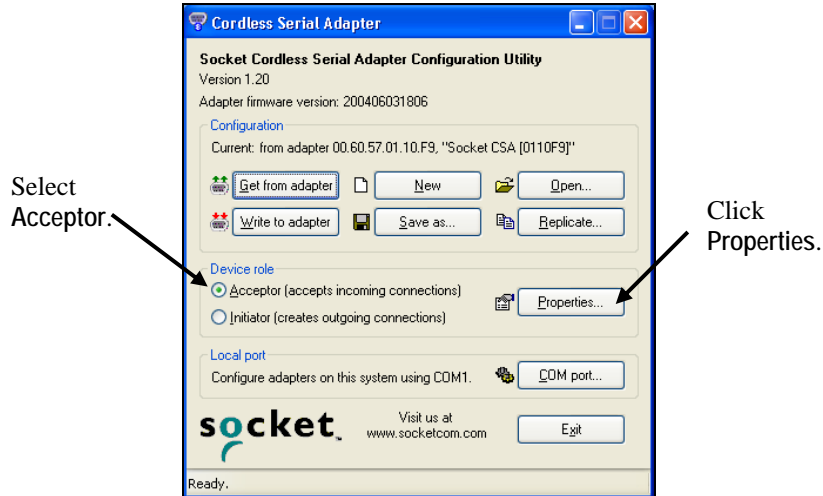 Cordless Serial Adapter
Socket Cordless Serial Adapter Configuration Utility
Version 1.20
Adapter firmware version: 200406031806
Configuration
Current: from adapter 00.60.57.01.10.F9, "Socket CSA [0110F9]"
Get from adapter
New
Open...
Write to adapter
Save as...
Replicate...
Select
Acceptor.
Click
Properties.
Device role
Acceptor (accepts incoming connections)
Initiator (creates outgoing connections)
Properties...
Local port
Configure adapters on this system using COM1.
COM port...
socket™
Visit us at
www.socketcom.com
Exit
Ready.